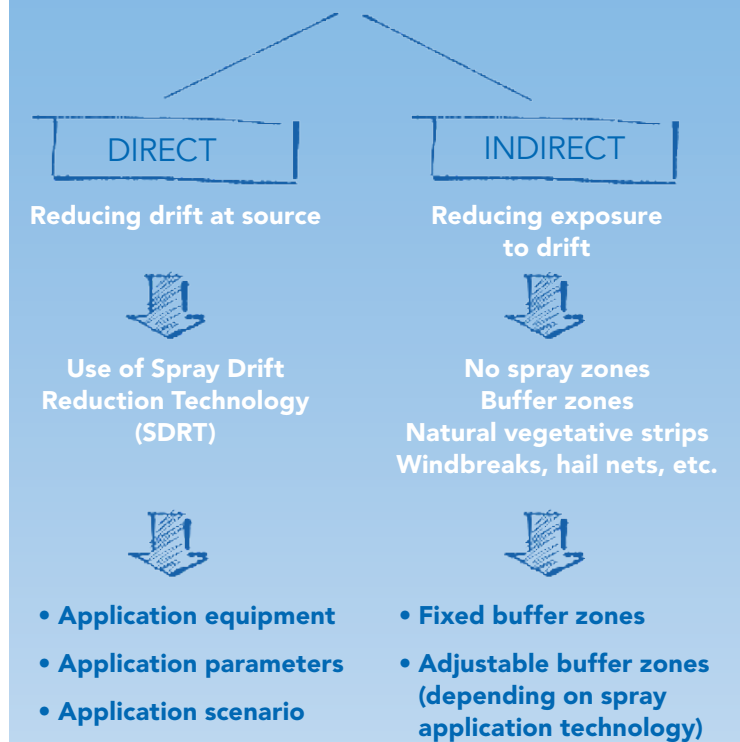 DIRECT
Reducing drift at source
Use of Spray Drift
Reduction Technology
(SDRT)
• Application equipment
• Application parameters
• Application scenario
INDIRECT
Reducing exposure
to drift
No spray zones
Buffer zones
Natural vegetative strips
Windbreaks, hail nets, etc.
• Fixed buffer zones
• Adjustable buffer zones
(depending on spray
application technology)